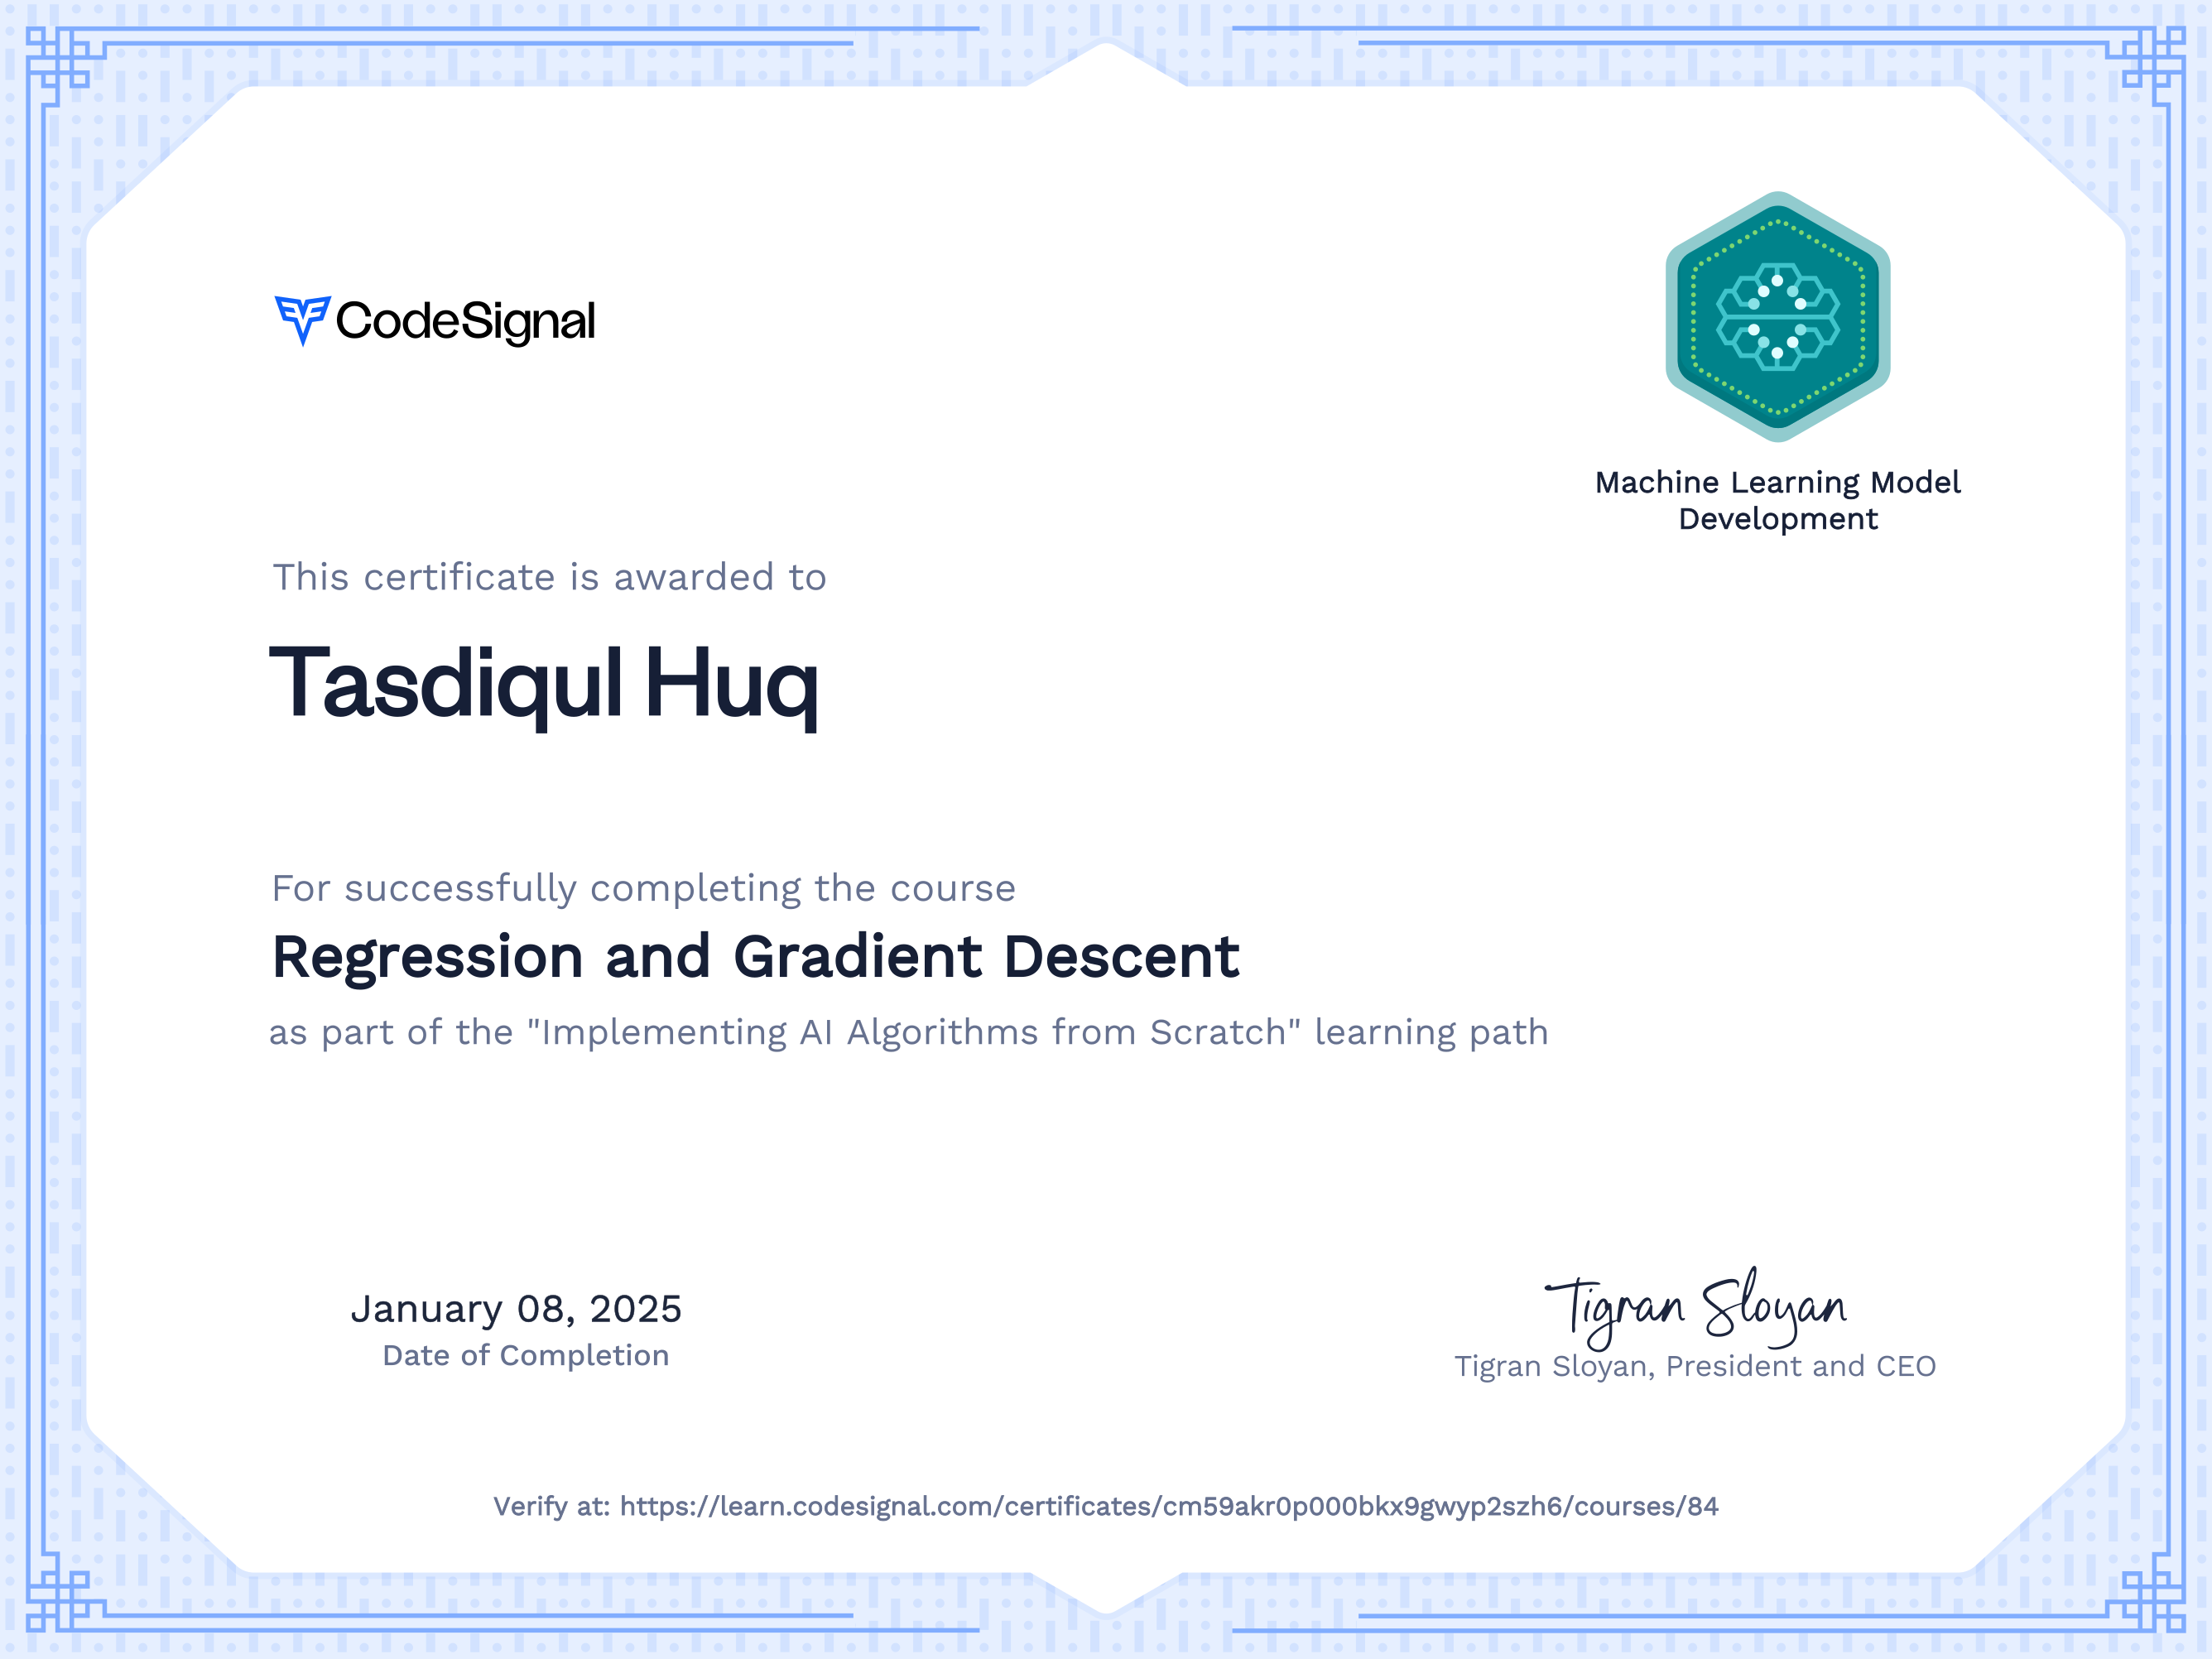 CodeSignal
Machine Learning Model
Development
This certificate is awarded to
Tasdiqul Huq
For successfully completing the course
Regression and Gradient Descent
as part of the "Implementing AI Algorithms from Scratch" learning path
January 08, 2025
Date of Completion
Tigran Sloyan
Tigran Sloyan, President and CEO
Verify at: https://learn.codesignal.com/certificates/cm59akr0p000bkx9gwyp2szh6/courses/84